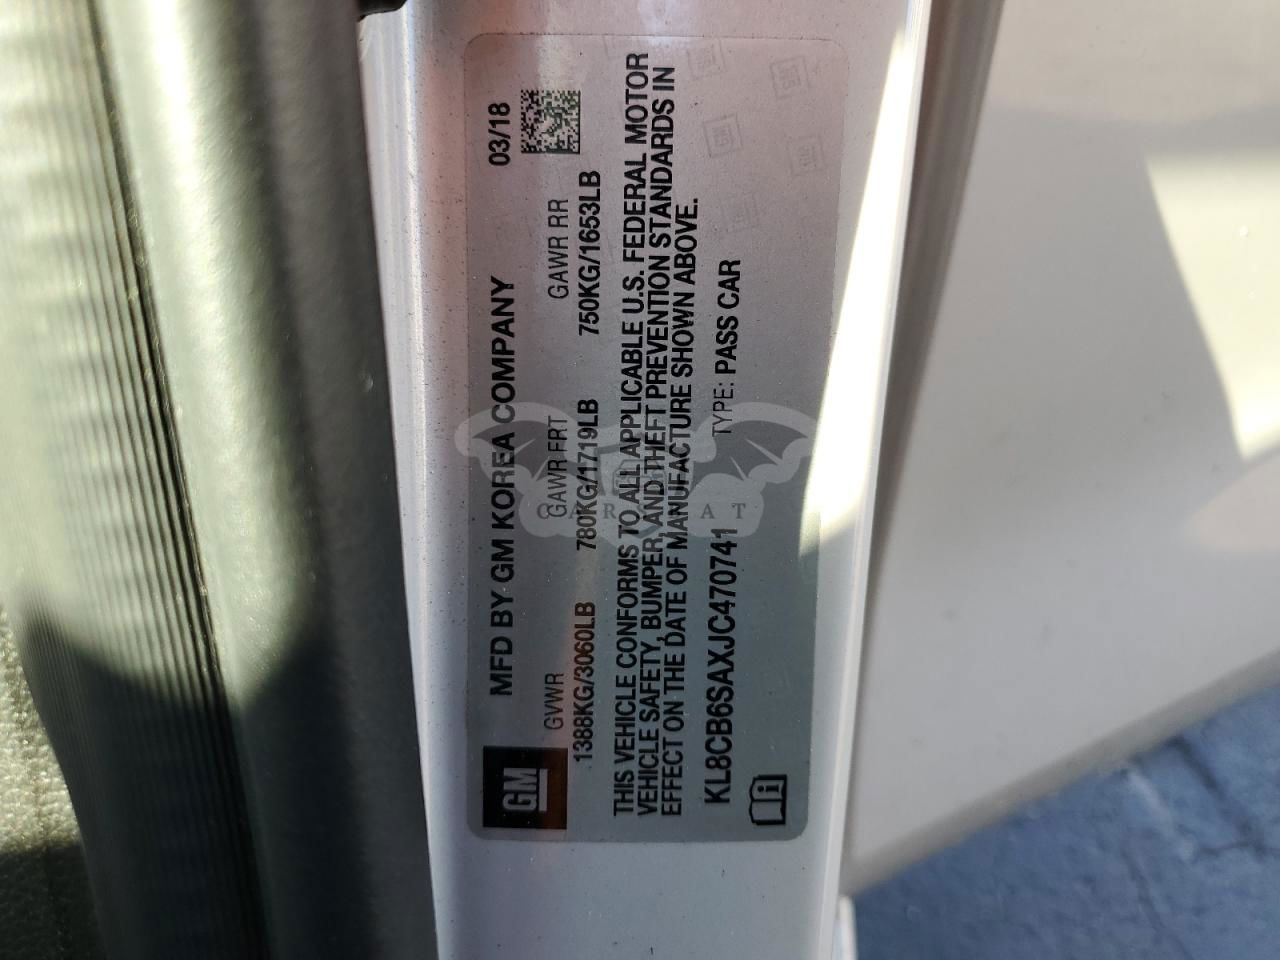 MFD BY GM KOREA COMPANY 03/18
GM
GVWR GAWR FRT GAWR RR
1388KG/3060LB 780KG/1719LB 750KG/1653LB
THIS VEHICLE CONFORMS TO ALL APPLICABLE U.S. FEDERAL MOTOR
VEHICLE SAFETY, BUMPER, AND THEFT PREVENTION STANDARDS IN
EFFECT ON THE DATE OF MANUFACTURE SHOWN ABOVE.
KL8CB6SAXJC470741 TYPE: PASS CAR